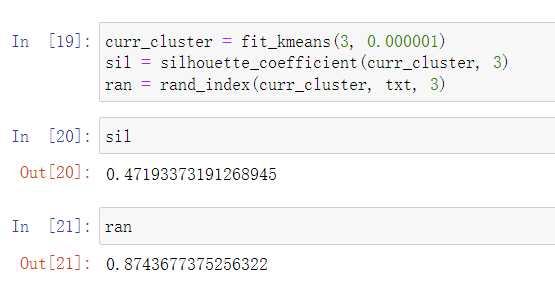 In [19]: curr_cluster = fit_kmeans(3, 0.000001)
sil = silhouette_coefficient(curr_cluster, 3)
ran = rand_index(curr_cluster, txt, 3)
In [20]: sil
Out[20]: 0.47193373191268945
In [21]: ran
Out[21]: 0.8743677375256322